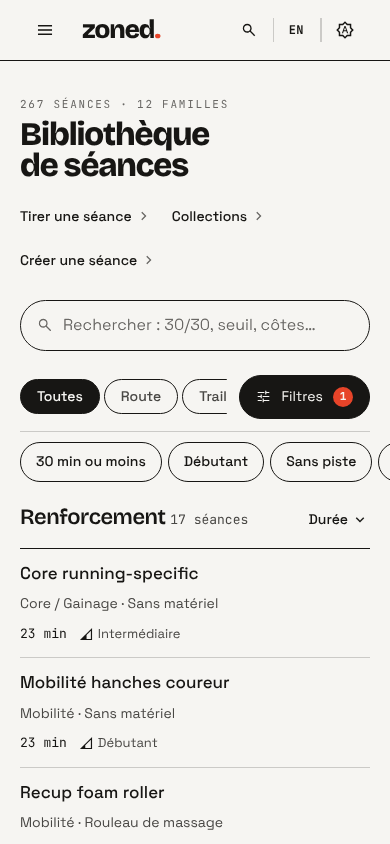 zoned.
EN
A
267 SÉANCES · 12 FAMILLES
Bibliothèque
de séances
Tirer une séance
Collections
Créer une séance
Rechercher : 30/30, seuil, côtes…
Toutes
Route
Trail
Filtres 1
30 min ou moins
Débutant
Sans piste
Renforcement 17 séances
Durée
Core running-specific
Core / Gainage · Sans matériel
23 min Intermédiaire
Mobilité hanches coureur
Mobilité · Sans matériel
23 min Débutant
Recup foam roller
Mobilité · Rouleau de massage